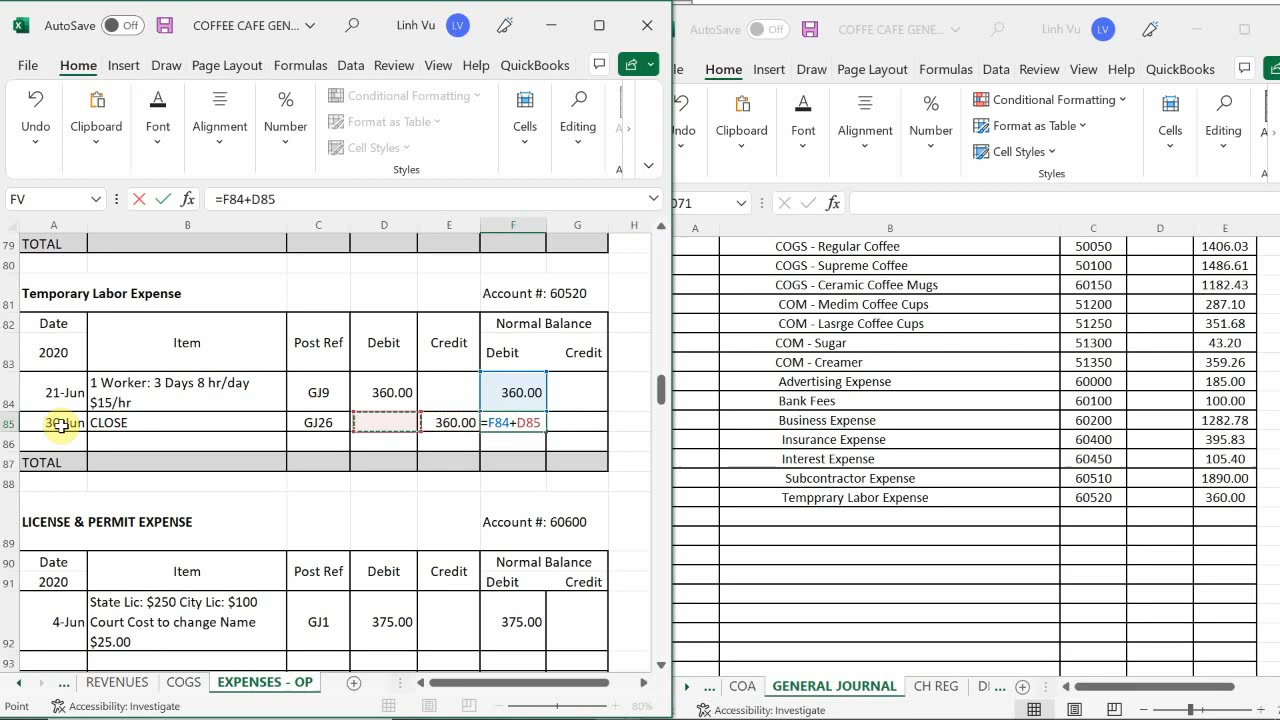 AutoSave Off COFFEE CAFE GEN... Linh Vu LV
File Home Insert Draw Page Layout Formulas Data Review View Help QuickBooks
Undo Clipboard Font Alignment Number Conditional Formatting Format as Table Cell Styles Styles Cells Editing
FV =F84+D85
A B C D E F G H
79 TOTAL
80
81 Temporary Labor Expense Account #: 60520
82 Date Item Post Ref Debit Credit Normal Balance
83 2020 Debit Credit
84 21-Jun 1 Worker: 3 Days 8 hr/day $15/hr GJ9 360.00 360.00
85 30-Jun CLOSE GJ26 360.00 =F84+D85
86
87 TOTAL
88
89 LICENSE & PERMIT EXPENSE Account #: 60600
90 Date Item Post Ref Debit Credit Normal Balance
91 2020 Debit Credit
92 4-Jun State Lic: $250 City Lic: $100 Court Cost to change Name $25.00 GJ1 375.00 375.00
93
... REVENUES COGS EXPENSES - OP
Point Accessibility: Investigate 80%
AutoSave Off COFFE CAFE GENE... Linh Vu LV
le Home Insert Draw Page Layout Formulas Data Review View Help QuickBooks
Undo Clipboard Font Alignment Number Conditional Formatting Format as Table Cell Styles Styles Cells Editing
071 fx
A B C D E
COGS - Regular Coffee 50050 1406.03
COGS - Supreme Coffee 50100 1486.61
COGS - Ceramic Coffee Mugs 60150 1182.43
COM - Medim Coffee Cups 51200 287.10
COM - Lasrge Coffee Cups 51250 351.68
COM - Sugar 51300 43.20
COM - Creamer 51350 359.26
Advertising Expense 60000 185.00
Bank Fees 60100 100.00
Business Expense 60200 1282.78
Insurance Expense 60400 395.83
Interest Expense 60450 105.40
Subcontractor Expense 60510 1890.00
Tempprary Labor Expense 60520 360.00
... COA GENERAL JOURNAL CH REG ...
Accessibility: Investigate